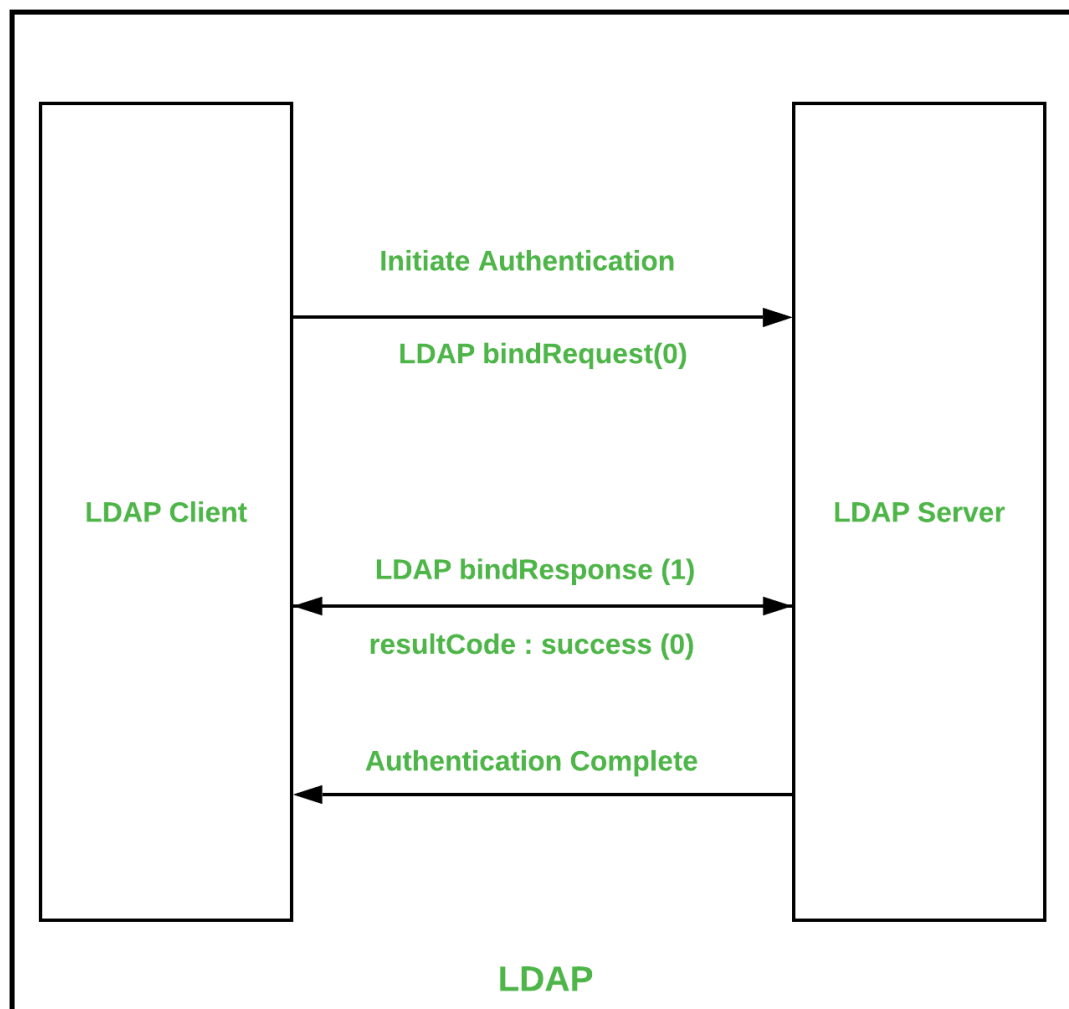 Initiate Authentication
LDAP bindRequest(0)
LDAP Client
LDAP Server
LDAP bindResponse (1)
resultCode : success (0)
Authentication Complete
LDAP